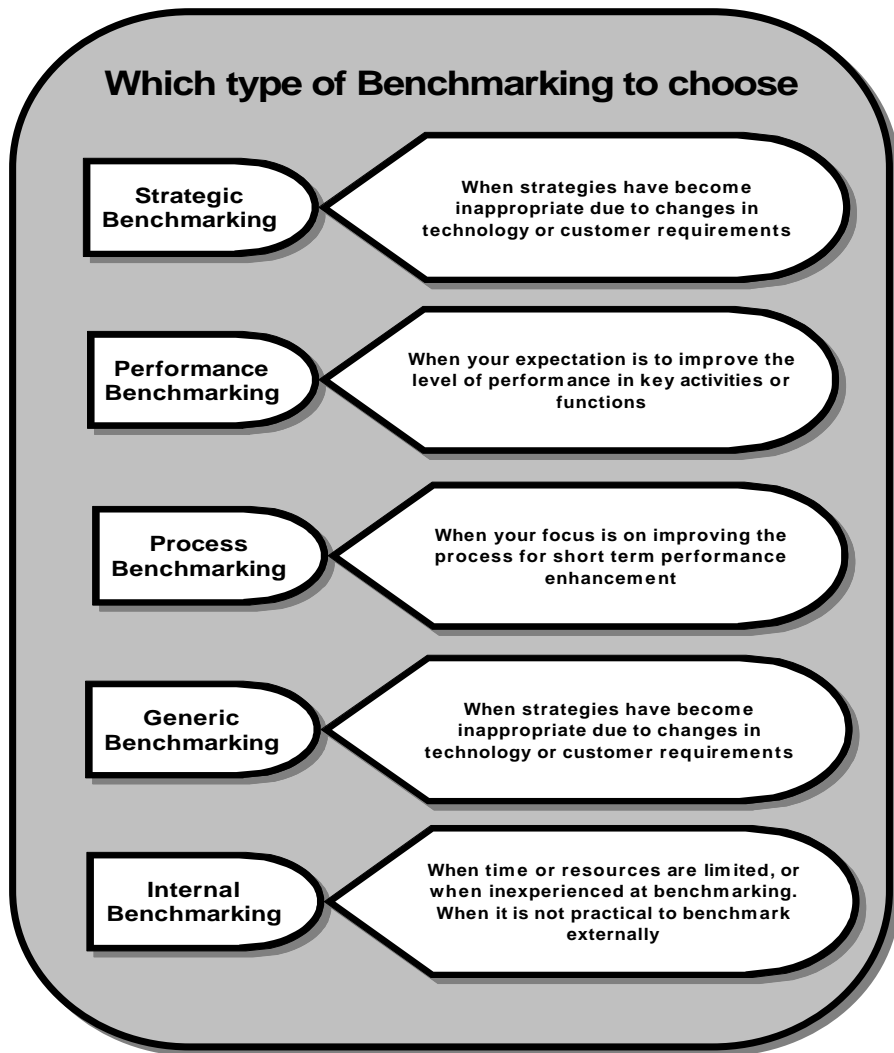 Which type of Benchmarking to choose
Strategic
Benchmarking
When strategies have become
inappropriate due to changes in
technology or customer requirements
Performance
Benchmarking
When your expectation is to improve the
level of performance in key activities or
functions
Process
Benchmarking
When your focus is on improving the
process for short term performance
enhancement
Generic
Benchmarking
When strategies have become
inappropriate due to changes in
technology or customer requirements
Internal
Benchmarking
When time or resources are limited, or
when inexperienced at benchmarking.
When it is not practical to benchmark
externally